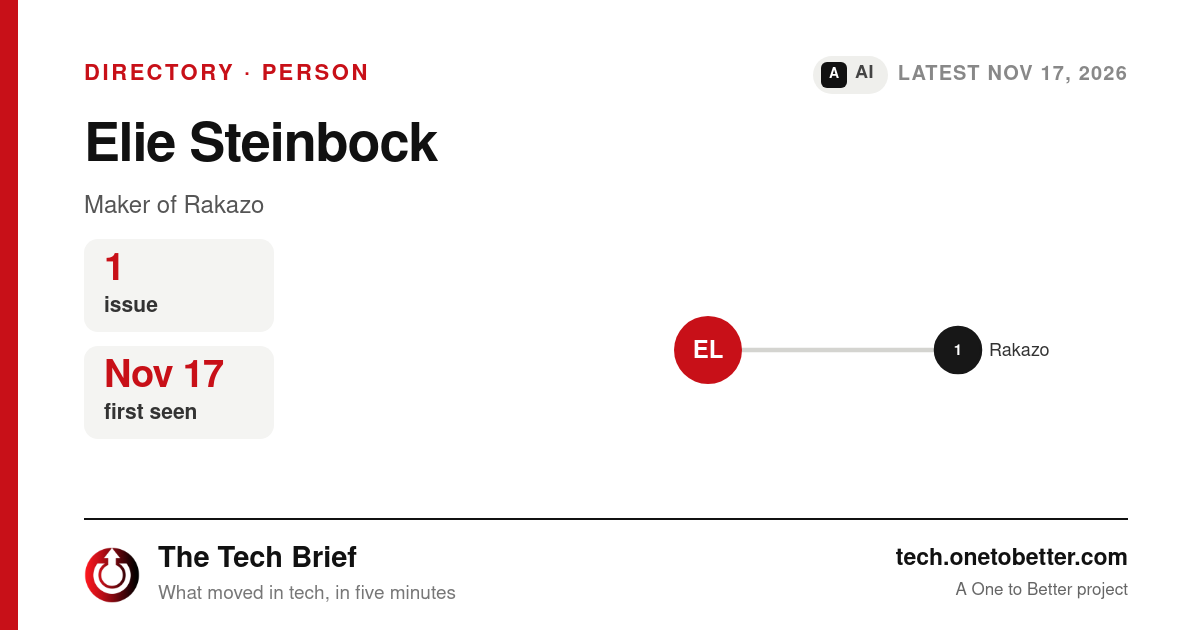 DIRECTORY · PERSON
A AI LATEST NOV 17, 2026
Elie Steinbock
Maker of Rakazo
1
issue
Nov 17
first seen
EL
1 Rakazo
The Tech Brief
What moved in tech, in five minutes
tech.onetobetter.com
A One to Better project